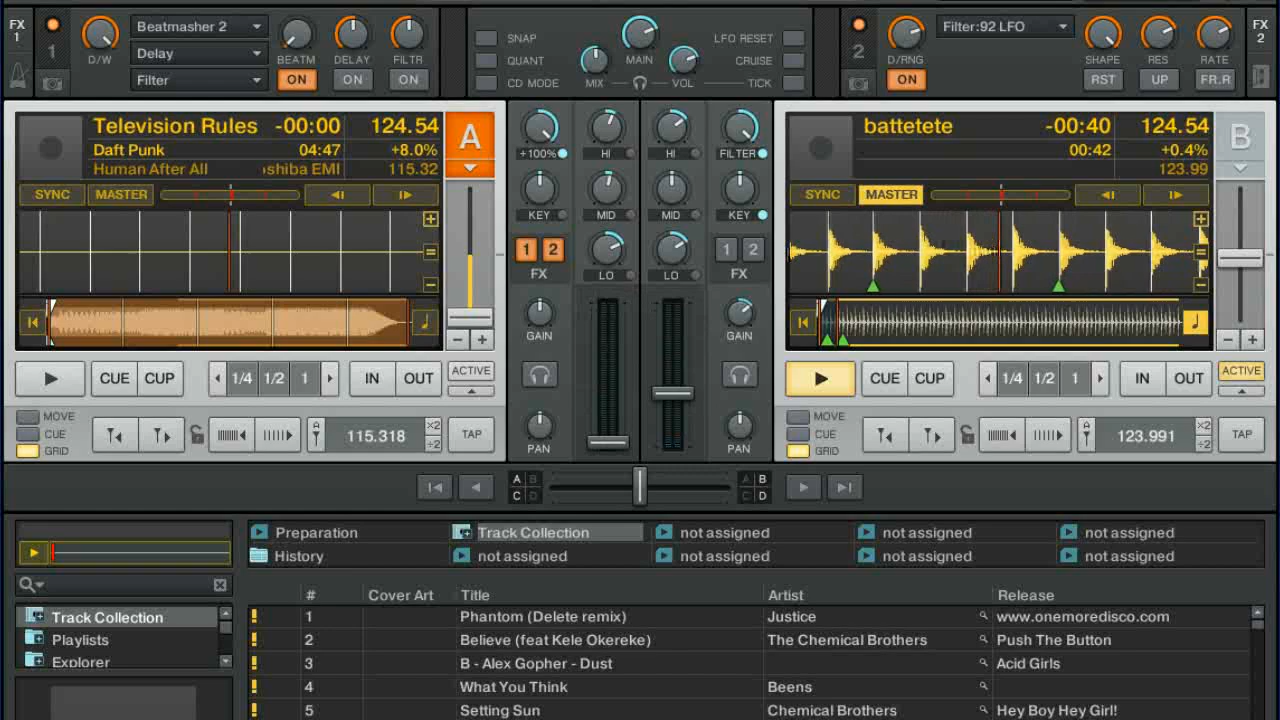 FX 1
1
D/W
Beatmasher 2
Delay
Filter
BEATM
DELAY
FILTR
ON
ON
ON
SNAP
QUANT
CD MODE
MIX
MAIN
VOL
LFO RESET
CRUISE
TICK
2
D/RNG
ON
Filter:92 LFO
SHAPE
RES
RATE
RST
UP
FR.R
FX 2
Television Rules -00:00 124.54
Daft Punk 04:47 +8.0%
Human After All oshiba EMI 115.32
A
SYNC MASTER
+100% HI HI FILTER
KEY MID MID KEY
1 2 1 2
FX LO LO FX
GAIN GAIN
PAN PAN
battetete -00:40 124.54
00:42 +0.4%
123.99
B
SYNC MASTER
CUE CUP 1/4 1/2 1 IN OUT ACTIVE
MOVE
CUE
GRID
A
115.318
×2
÷2
TAP
CUE CUP 1/4 1/2 1 IN OUT ACTIVE
MOVE
CUE
GRID
A
123.991
×2
÷2
TAP
A B
C D
A B
C D
Preparation Track Collection not assigned not assigned not assigned
History not assigned not assigned not assigned not assigned
Track Collection
Playlists
Explorer
# Cover Art Title Artist Release
1 Phantom (Delete remix) Justice www.onemoredisco.com
2 Believe (feat Kele Okereke) The Chemical Brothers Push The Button
3 B - Alex Gopher - Dust Acid Girls
4 What You Think Beens
5 Setting Sun Chemical Brothers Hey Boy Hey Girl!